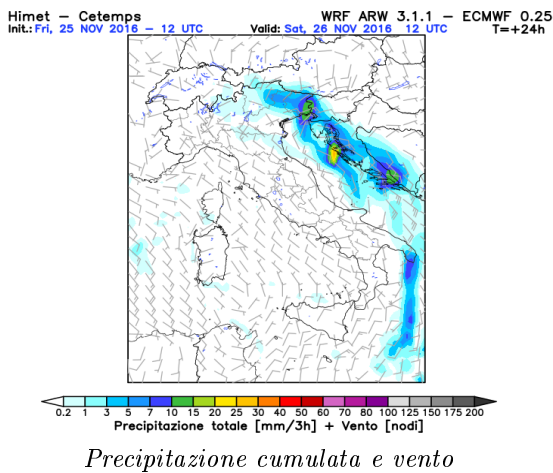 Himet – Cetemps WRF ARW 3.1.1 – ECMWF 0.25
Init.: Fri, 25 NOV 2016 – 12 UTC Valid: Sat, 26 NOV 2016 12 UTC T=+24h
0.2 1 3 5 7 10 15 20 25 30 40 50 60 70 80 100 125 150 175 200
Precipitazione totale [mm/3h] + Vento [nodi]
Precipitazione cumulata e vento